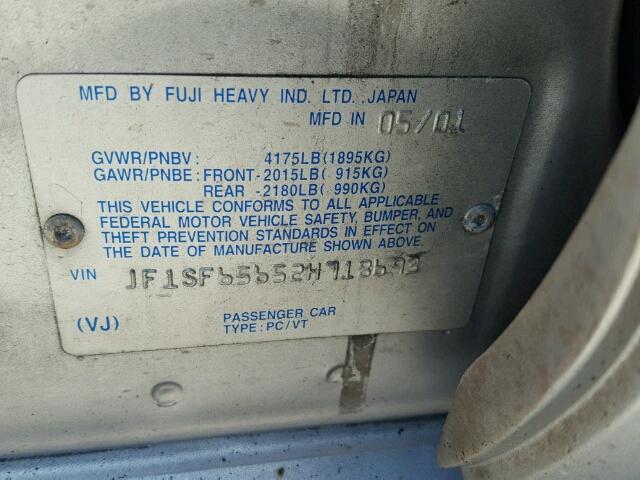 MFD BY FUJI HEAVY IND. LTD. JAPAN
MFD IN 05/01
GVWR/PNBV: 4175LB(1895KG)
GAWR/PNBE: FRONT-2015LB( 915KG)
REAR -2180LB( 990KG)
THIS VEHICLE CONFORMS TO ALL APPLICABLE
FEDERAL MOTOR VEHICLE SAFETY, BUMPER, AND
THEFT PREVENTION STANDARDS IN EFFECT ON
THE DATE OF MANUFACTURE SHOWN ABOVE.
VIN JF1SF65652H718693
(VJ) PASSENGER CAR
TYPE: PC/VT